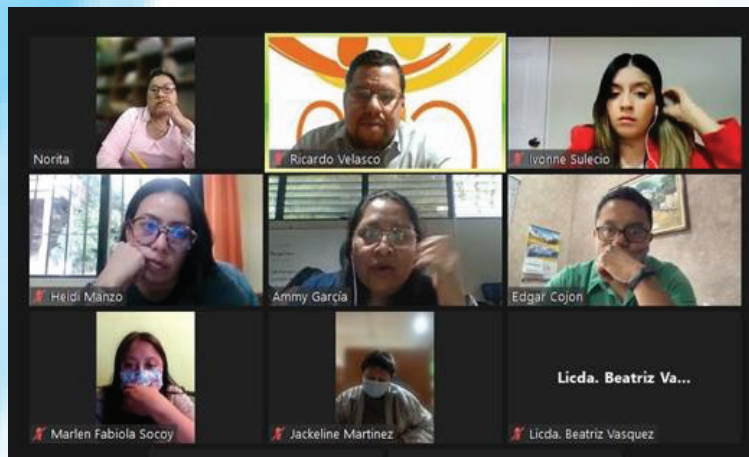 Norita
Ricardo Velasco
Ivonne Sulecio
Heidi Manzo
Ammy García
Edgar Cojon
Licda. Beatriz Va...
Marlen Fabiola Socoy
Jackeline Martinez
Licda. Beatriz Vasquez